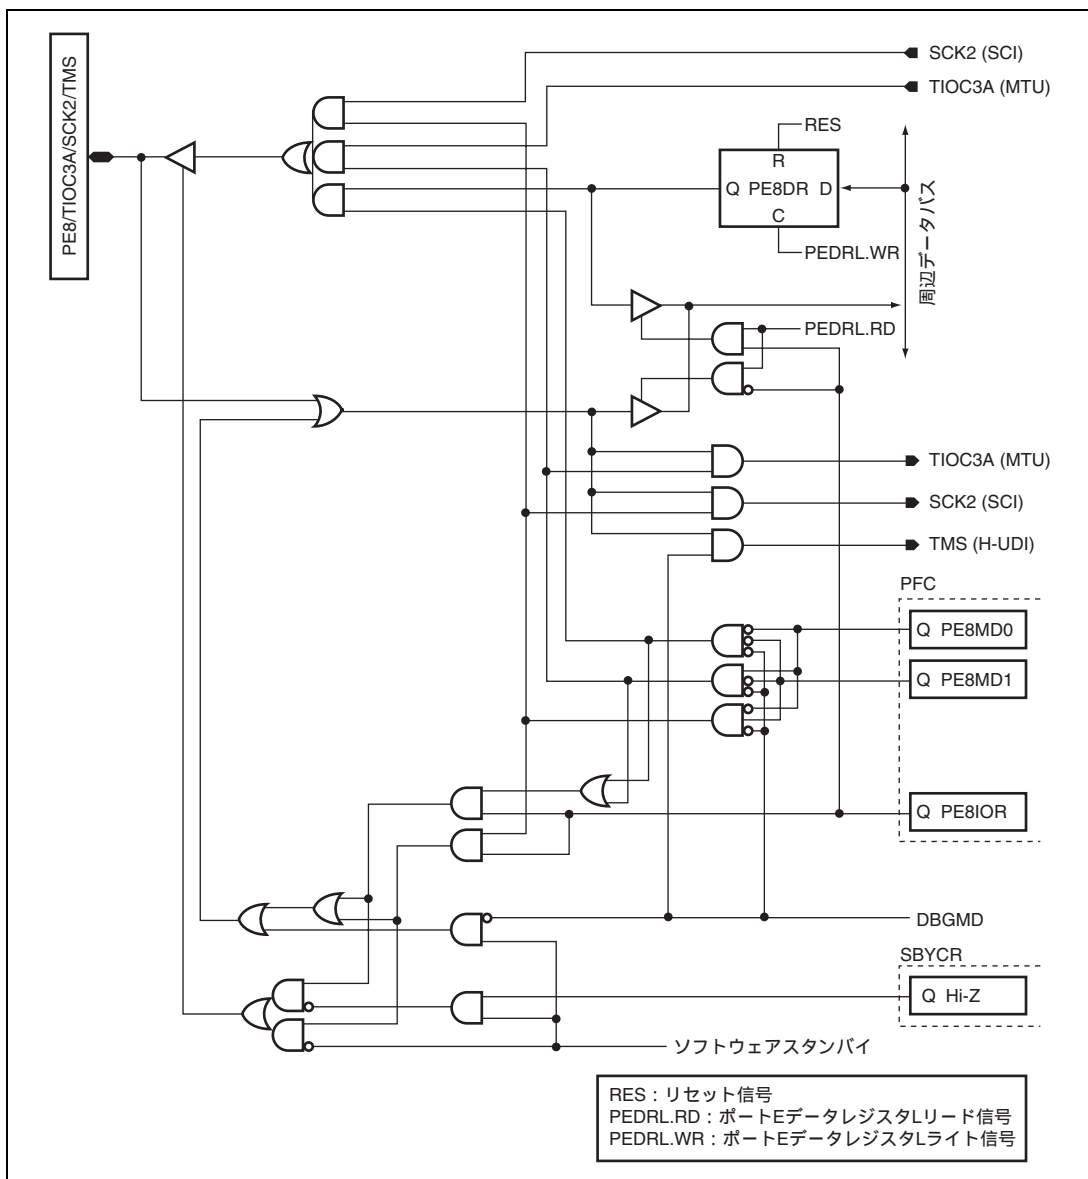 PE8/TIOC3A/SCK2/TMS
SCK2 (SCI)
TIOC3A (MTU)
RES
R
Q PE8DR D
C
PEDRL.WR
周辺データバス
PEDRL.RD
TIOC3A (MTU)
SCK2 (SCI)
TMS (H-UDI)
PFC
Q PE8MD0
Q PE8MD1
Q PE8IOR
DBGMD
SBYCR
Q Hi-Z
ソフトウェアスタンバイ
RES：リセット信号
PEDRL.RD：ポートEデータレジスタLリード信号
PEDRL.WR：ポートEデータレジスタLライト信号